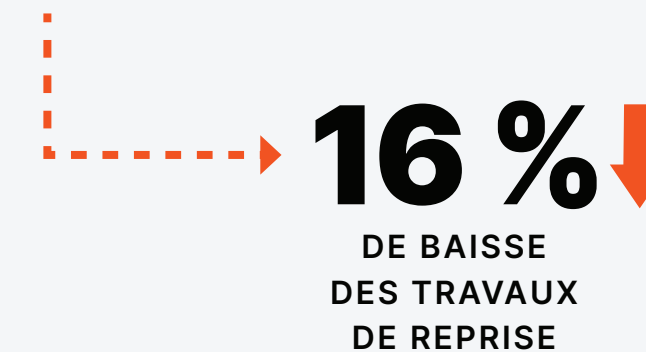 16 %
DE BAISSE
DES TRAVAUX
DE REPRISE